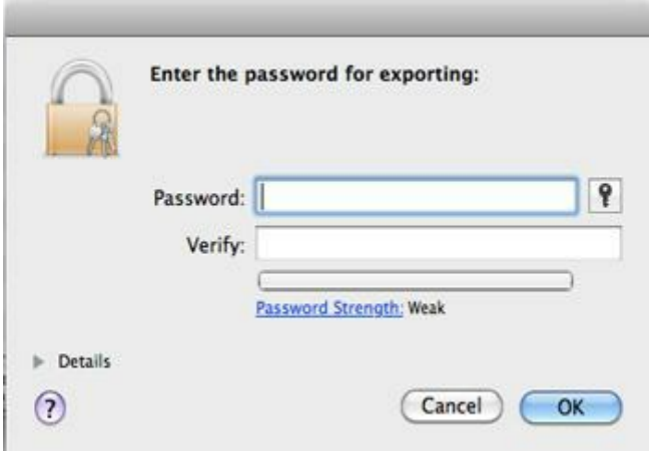 Enter the password for exporting:
Password:
Verify:
Password Strength: Weak
Details
?
Cancel
OK